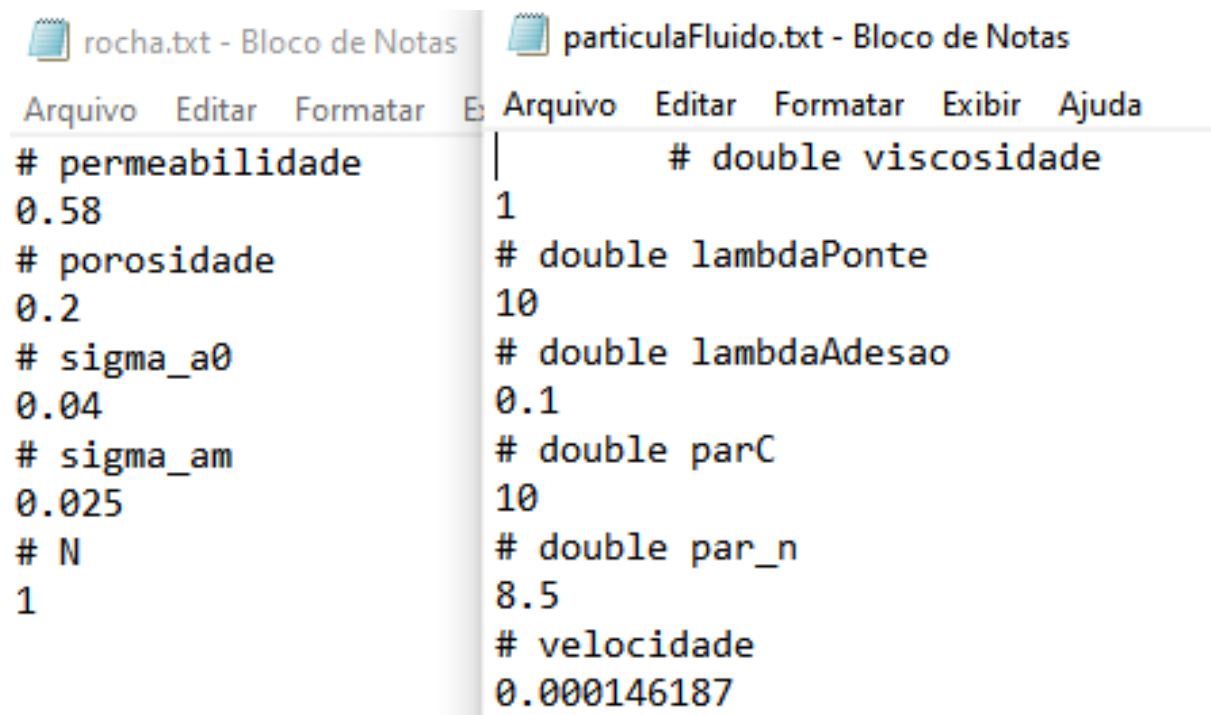 rocha.txt - Bloco de Notas
Arquivo Editar Formatar
# permeabilidade
0.58
# porosidade
0.2
# sigma_a0
0.04
# sigma_am
0.025
# N
1
particulaFluido.txt - Bloco de Notas
Arquivo Editar Formatar Exibir Ajuda
# double viscosidade
1
# double lambdaPonte
10
# double lambdaAdesao
0.1
# double parC
10
# double par_n
8.5
# velocidade
0.000146187